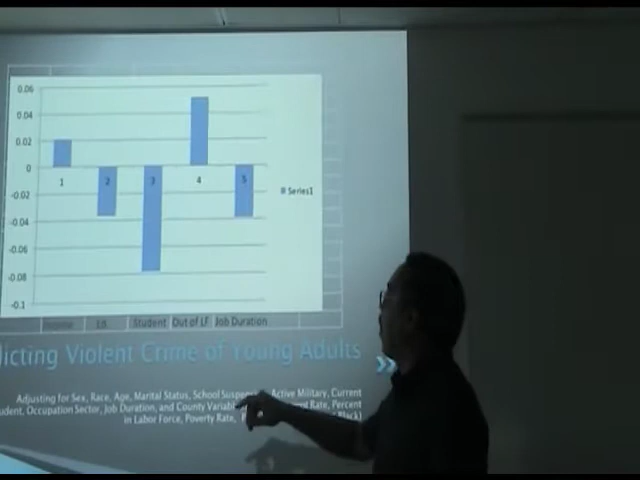 0.06
0.04
0.02
0
-0.02
-0.04
-0.06
-0.08
-0.1
1 2 3 4 5
Series1
Income Ed. Student Out of LF Job Duration
dicting Violent Crime of Young Adults
Adjusting for Sex, Race, Age, Marital Status, School Active Military, Current
udent, Occupation Sector, Job Duration, and County Rate, Percent
in Labor Force, Poverty Rate, Black)